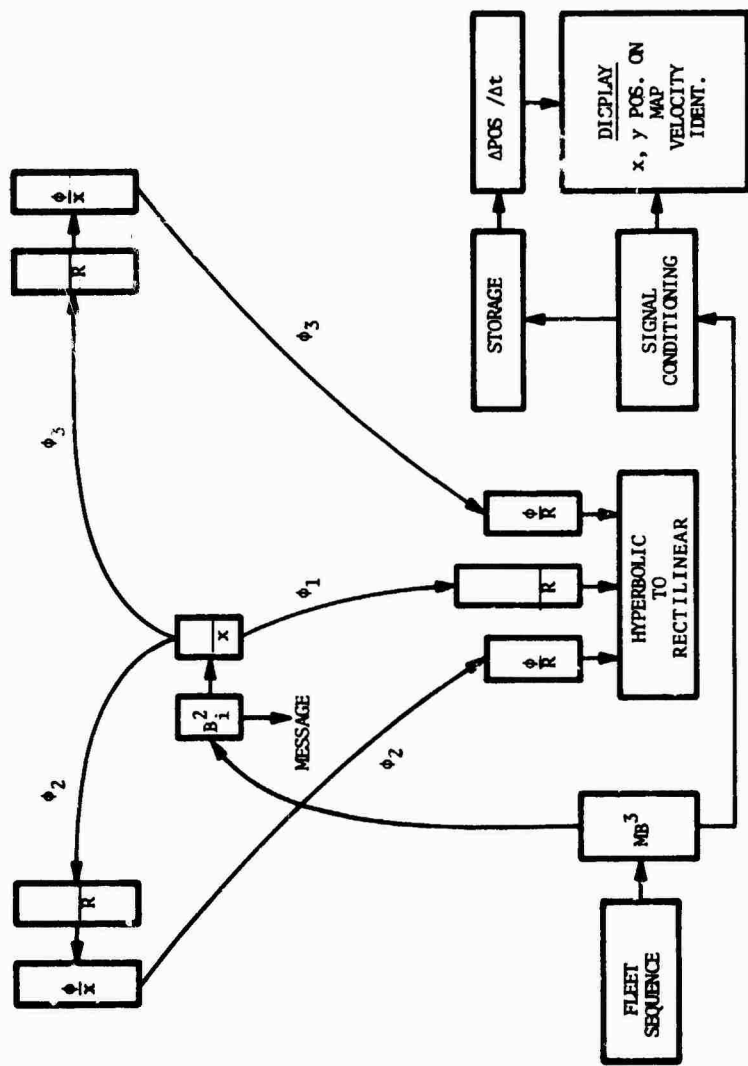 ϕ/x
R
R
ϕ/x
ϕ2
ϕ3
x
B²i
MESSAGE
ϕ1
ϕ2
ϕ3
ϕ/R
R
ϕ/R
HYPERBOLIC
TO
RECTILINEAR
FLEET
SEQUENCE
MB³
SIGNAL
CONDITIONING
STORAGE
ΔPOS /Δt
DISPLAY
x, y POS. ON
MAP
VELOCITY
IDENT.